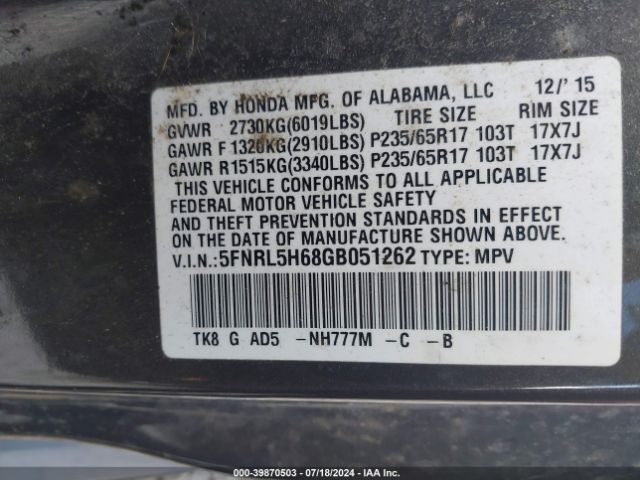 MFD. BY HONDA MFG. OF ALABAMA, LLC 12/'15
GVWR 2730KG(6019LBS) TIRE SIZE RIM SIZE
GAWR F 1320KG(2910LBS) P235/65R17 103T 17X7J
GAWR R1515KG(3340LBS) P235/65R17 103T 17X7J
THIS VEHICLE CONFORMS TO ALL APPLICABLE
FEDERAL MOTOR VEHICLE SAFETY
AND THEFT PREVENTION STANDARDS IN EFFECT
ON THE DATE OF MANUFACTURE SHOWN ABOVE.
V.I.N.:5FNRL5H68GB051262 TYPE: MPV
TK8 G AD5 -NH777M -C -B
000-39870503 - 07/18/2024 - IAA Inc.